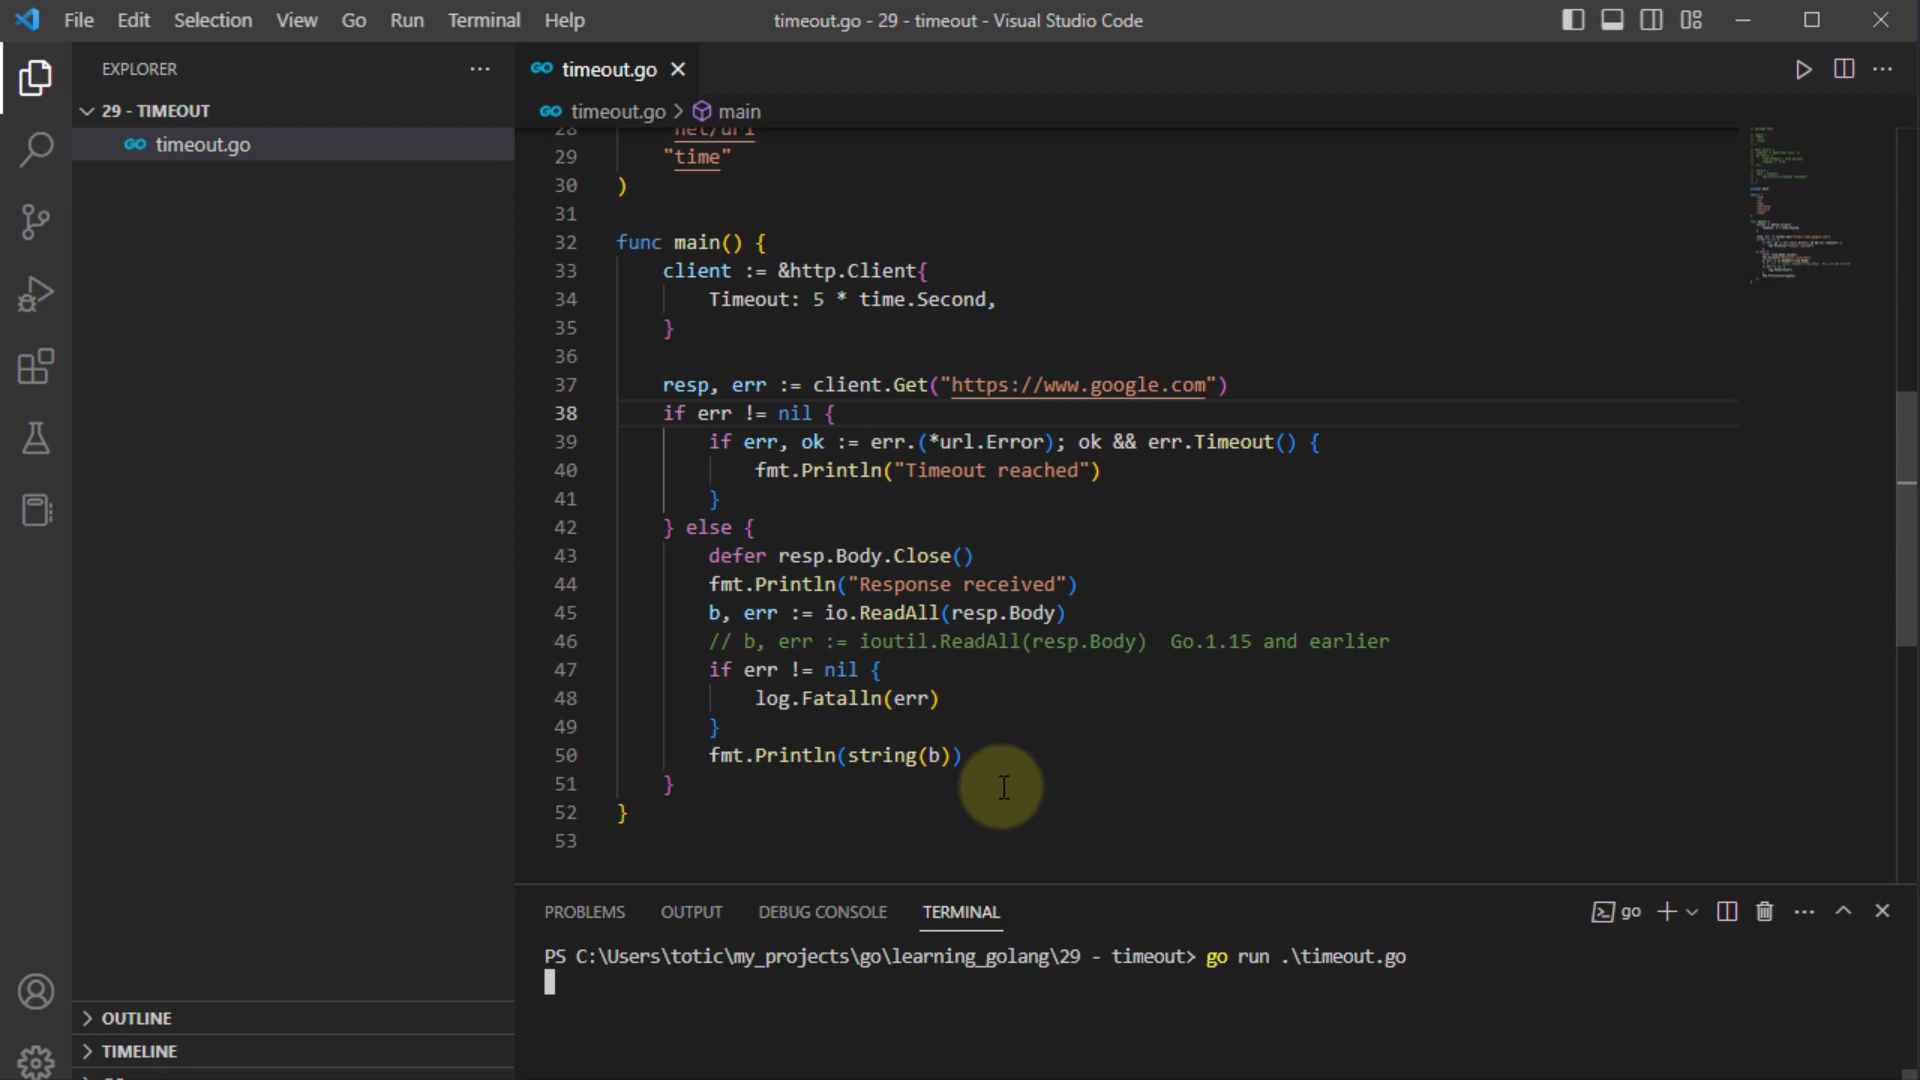 File Edit Selection View Go Run Terminal Help
timeout.go - 29 - timeout - Visual Studio Code
EXPLORER
29 - TIMEOUT
timeout.go
OUTLINE
TIMELINE
timeout.go
timeout.go > main
28 net/url
29 "time"
30 )
31
32 func main() {
33 client := &http.Client{
34 Timeout: 5 * time.Second,
35 }
36
37 resp, err := client.Get("https://www.google.com")
38 if err != nil {
39 if err, ok := err.(*url.Error); ok && err.Timeout() {
40 fmt.Println("Timeout reached")
41 }
42 } else {
43 defer resp.Body.Close()
44 fmt.Println("Response received")
45 b, err := io.ReadAll(resp.Body)
46 // b, err := ioutil.ReadAll(resp.Body)  Go.1.15 and earlier
47 if err != nil {
48 log.Fatalln(err)
49 }
50 fmt.Println(string(b))
51 }
52 }
53
PROBLEMS OUTPUT DEBUG CONSOLE TERMINAL
go
PS C:\Users\totic\my_projects\go\learning_golang\29 - timeout> go run .\timeout.go